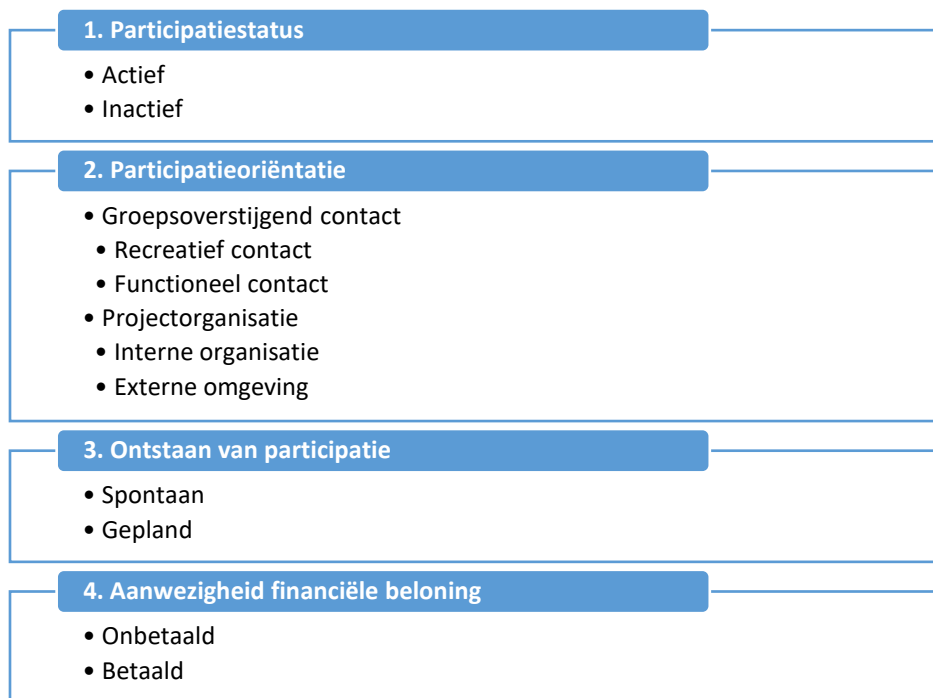 1. Participatiestatus
• Actief
• Inactief
2. Participatieoriëntatie
• Groepsoverstijgend contact
• Recreatief contact
• Functioneel contact
• Projectorganisatie
• Interne organisatie
• Externe omgeving
3. Ontstaan van participatie
• Spontaan
• Gepland
4. Aanwezigheid financiële beloning
• Onbetaald
• Betaald